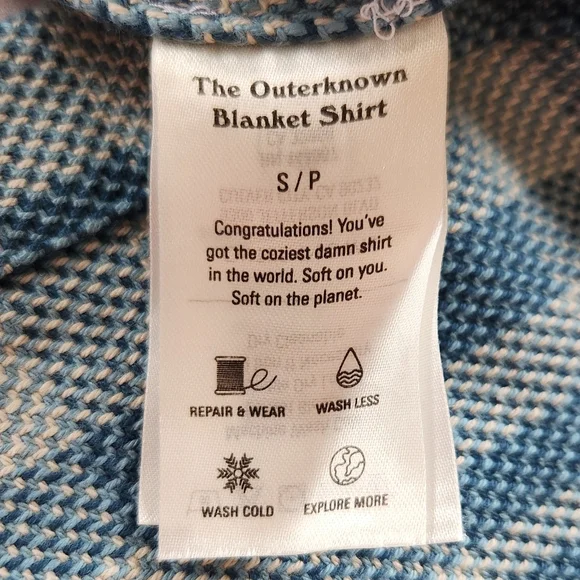 The Outerknown
Blanket Shirt
S / P
Congratulations! You've
got the coziest damn shirt
in the world. Soft on you.
Soft on the planet.
REPAIR & WEAR
WASH LESS
WASH COLD
EXPLORE MORE